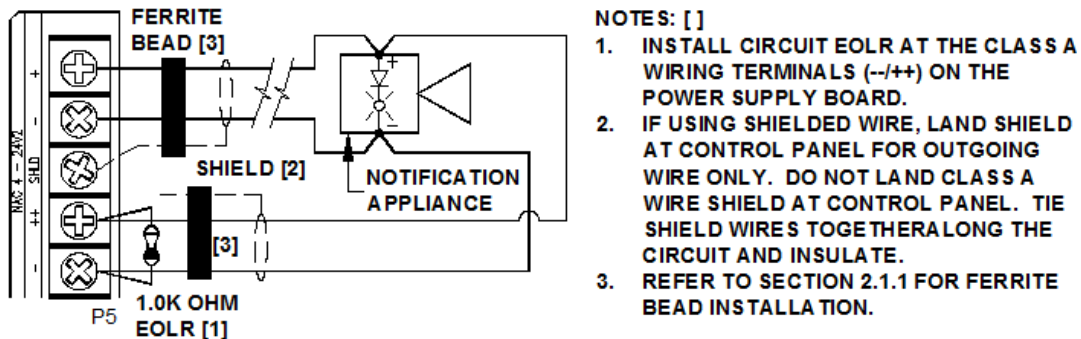 FERRITE
BEAD [3]
+
-
NAC 4 - 24V2
SHLD
++
-
SHIELD [2]
+
-
NOTIFICATION
APPLIANCE
[3]
P5
1.0K OHM
EOLR [1]
NOTES: [ ]
1. INSTALL CIRCUIT EOLR AT THE CLASS A
WIRING TERMINALS (--/++) ON THE
POWER SUPPLY BOARD.
2. IF USING SHIELDED WIRE, LAND SHIELD
AT CONTROL PANEL FOR OUTGOING
WIRE ONLY. DO NOT LAND CLASS A
WIRE SHIELD AT CONTROL PANEL. TIE
SHIELD WIRES TOGETHERALONG THE
CIRCUIT AND INSULATE.
3. REFER TO SECTION 2.1.1 FOR FERRITE
BEAD INSTALLATION.